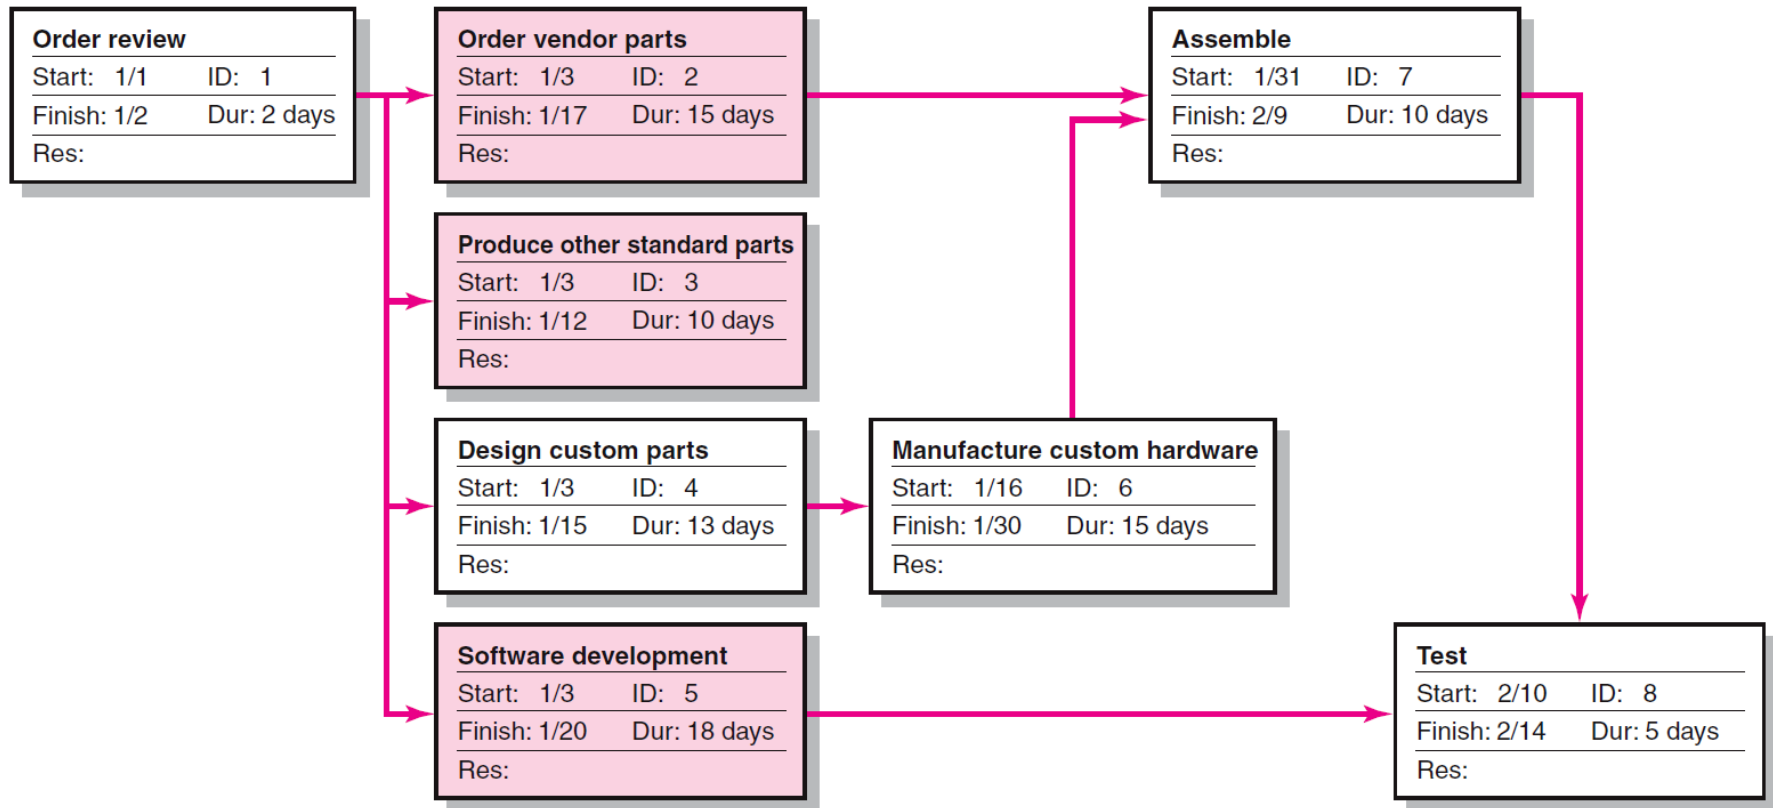 Order review
Start: 1/1 ID: 1
Finish: 1/2 Dur: 2 days
Res:
Order vendor parts
Start: 1/3 ID: 2
Finish: 1/17 Dur: 15 days
Res:
Assemble
Start: 1/31 ID: 7
Finish: 2/9 Dur: 10 days
Res:
Produce other standard parts
Start: 1/3 ID: 3
Finish: 1/12 Dur: 10 days
Res:
Design custom parts
Start: 1/3 ID: 4
Finish: 1/15 Dur: 13 days
Res:
Manufacture custom hardware
Start: 1/16 ID: 6
Finish: 1/30 Dur: 15 days
Res:
Software development
Start: 1/3 ID: 5
Finish: 1/20 Dur: 18 days
Res:
Test
Start: 2/10 ID: 8
Finish: 2/14 Dur: 5 days
Res: